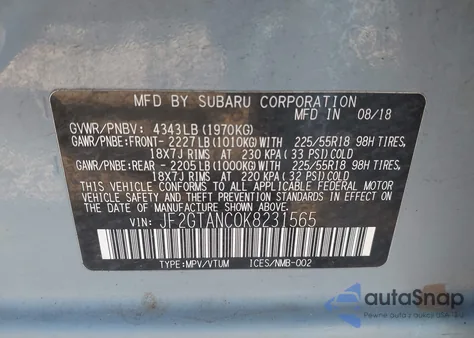 MFD BY SUBARU CORPORATION
MFD IN 08/18
GVWR/PNBV: 4343LB (1970KG)
GAWR/PNBE:FRONT- 2227LB (1010KG) WITH 225/55R18 98H TIRES,
18X7J RIMS AT 230 KPA (33 PSI) COLD
GAWR/PNBE:REAR - 2205LB (1000KG) WITH 225/55R18 98H TIRES,
18X7J RIMS AT 220 KPA (32 PSI) COLD
THIS VEHICLE CONFORMS TO ALL APPLICABLE FEDERAL MOTOR
VEHICLE SAFETY AND THEFT PREVENTION STANDARDS IN EFFECT ON THE
DATE OF MANUFACTURE SHOWN ABOVE.
VIN: JF2GTANC0K8231565
TYPE:MPV/VTUM ICES/NMB-002
autoSnap